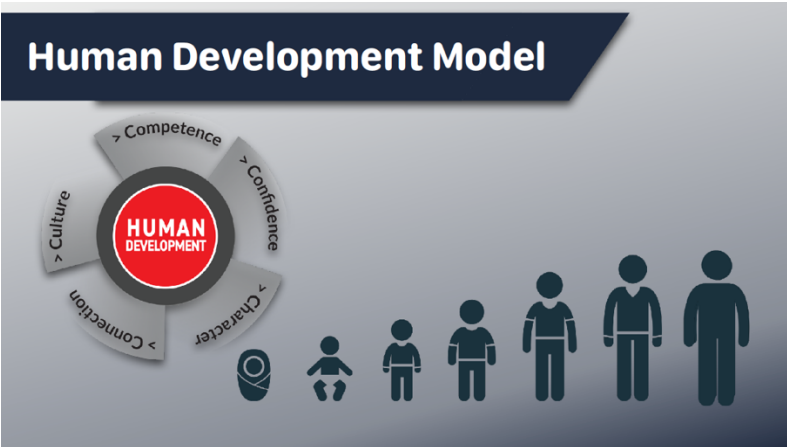 Human Development Model
> Competence
> Confidence
> Character
> Connection
> Culture
HUMAN
DEVELOPMENT